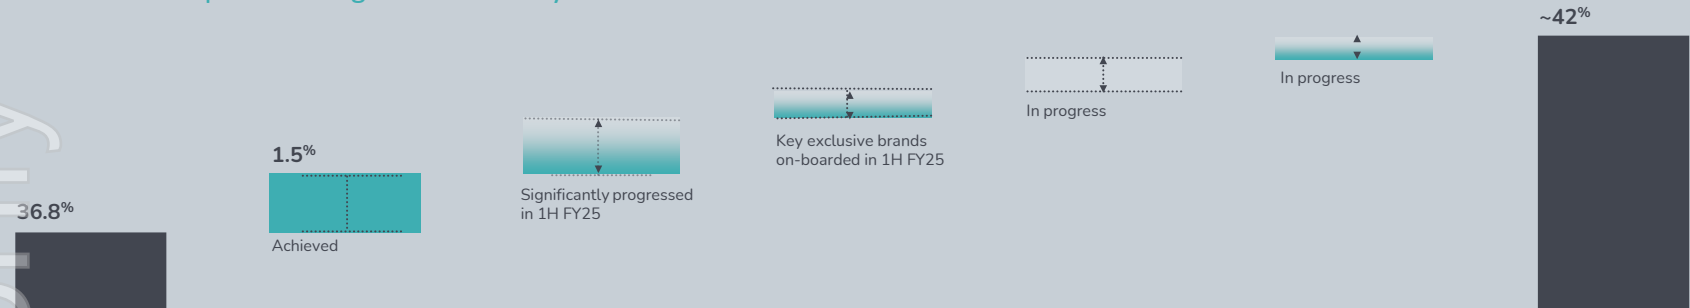 ~42%
In progress
In progress
Key exclusive brands
on-boarded in 1H FY25
1.5%
Significantly progressed
in 1H FY25
36.8%
Achieved